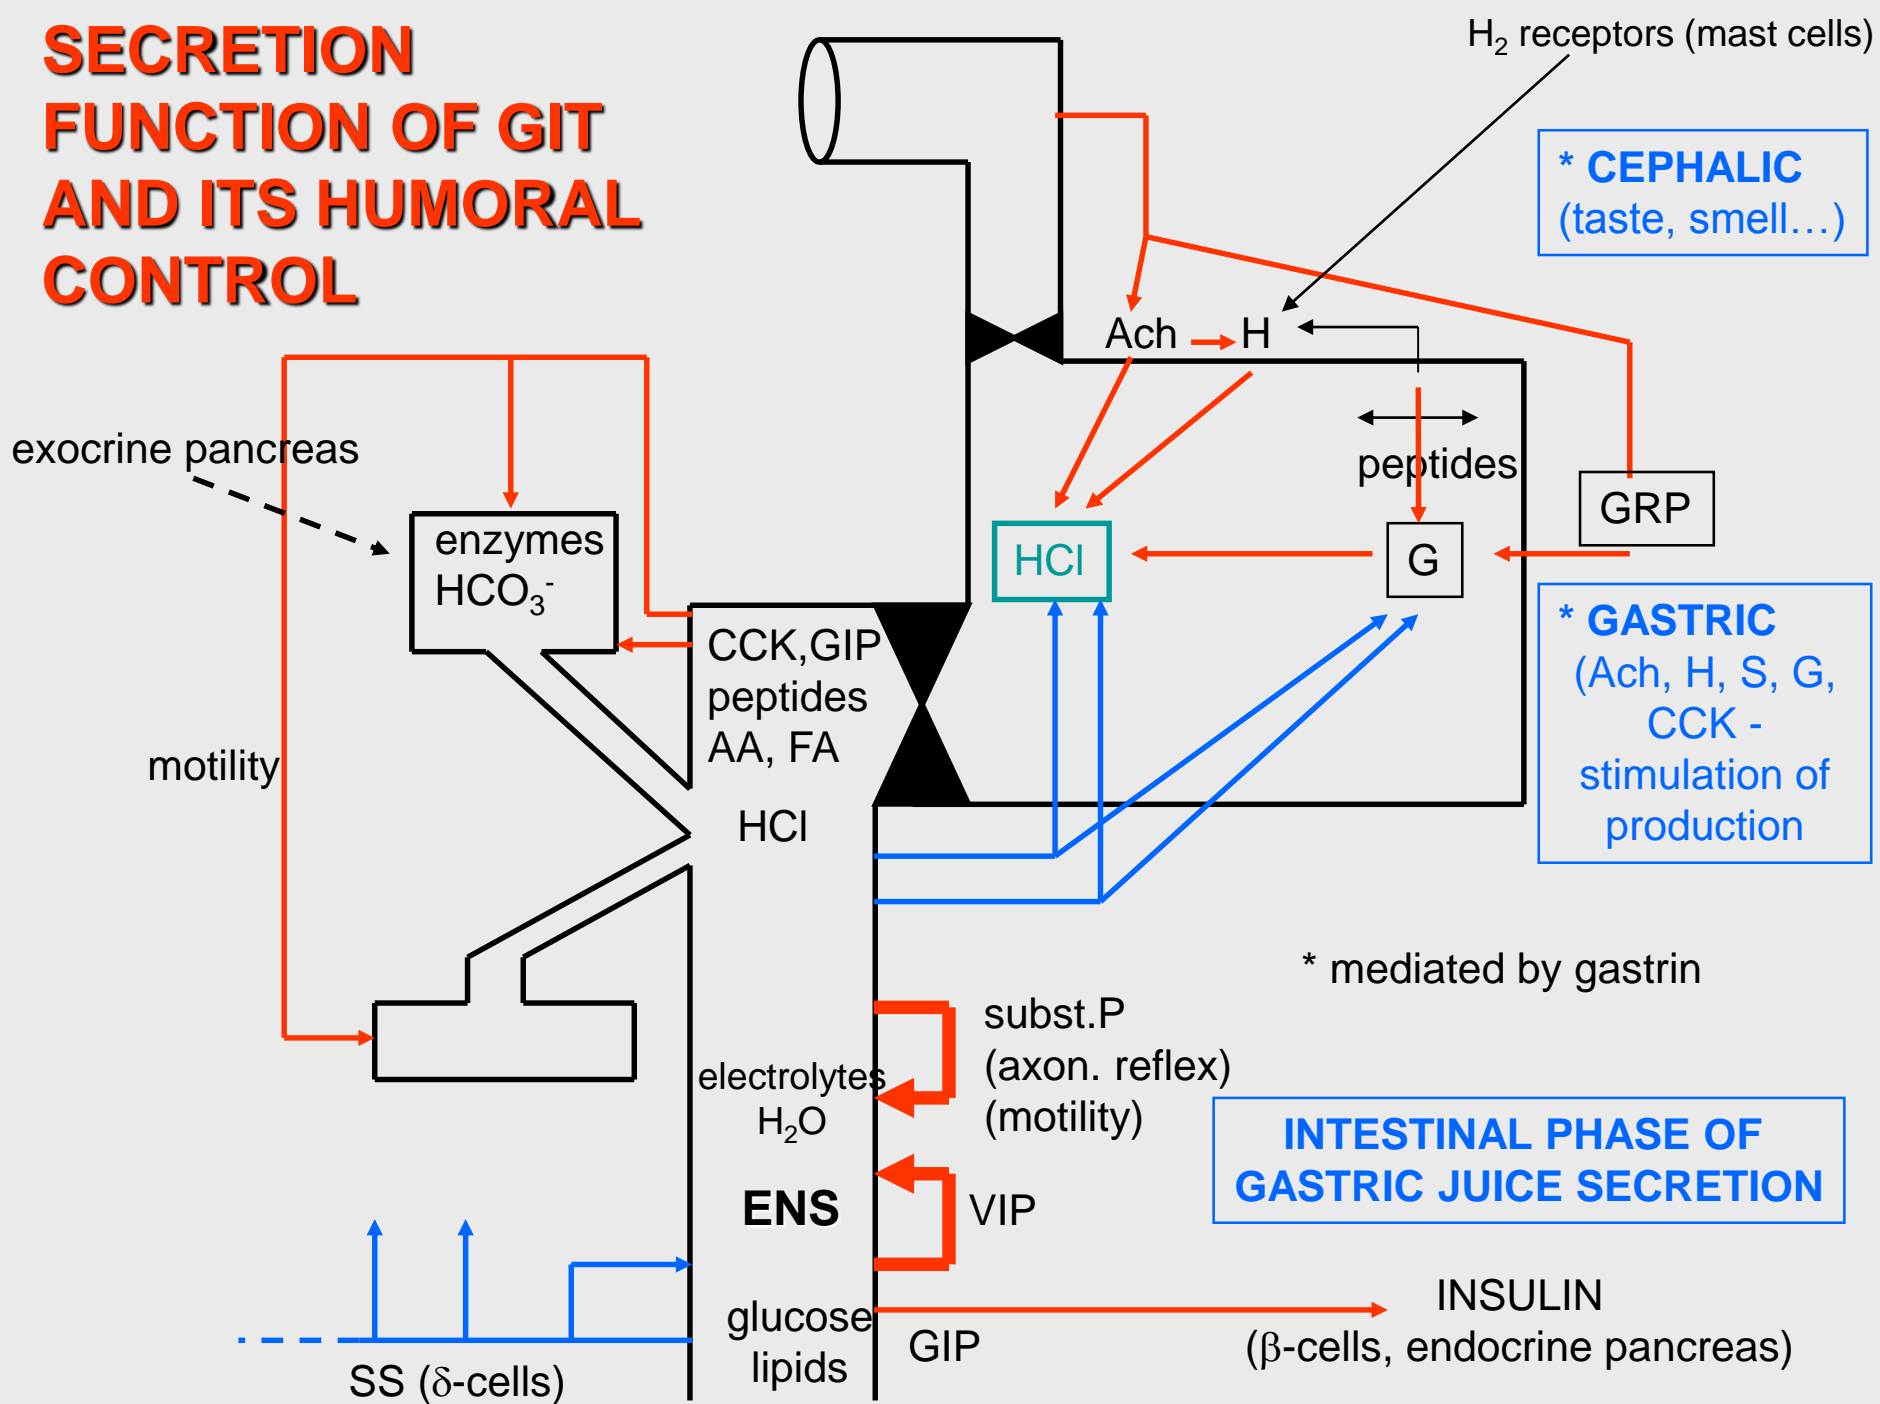 SECRETION
FUNCTION OF GIT
AND ITS HUMORAL
CONTROL
H₂ receptors (mast cells)
* CEPHALIC
(taste, smell…)
Ach
H
exocrine pancreas
peptides
GRP
enzymes
HCO₃⁻
HCl
G
* GASTRIC
(Ach, H, S, G,
CCK -
stimulation of
production
CCK,GIP
peptides
AA, FA
motility
HCl
* mediated by gastrin
subst.P
(axon. reflex)
(motility)
electrolytes
H₂O
INTESTINAL PHASE OF
GASTRIC JUICE SECRETION
ENS
VIP
glucose
lipids
GIP
INSULIN
(β-cells, endocrine pancreas)
SS (δ-cells)